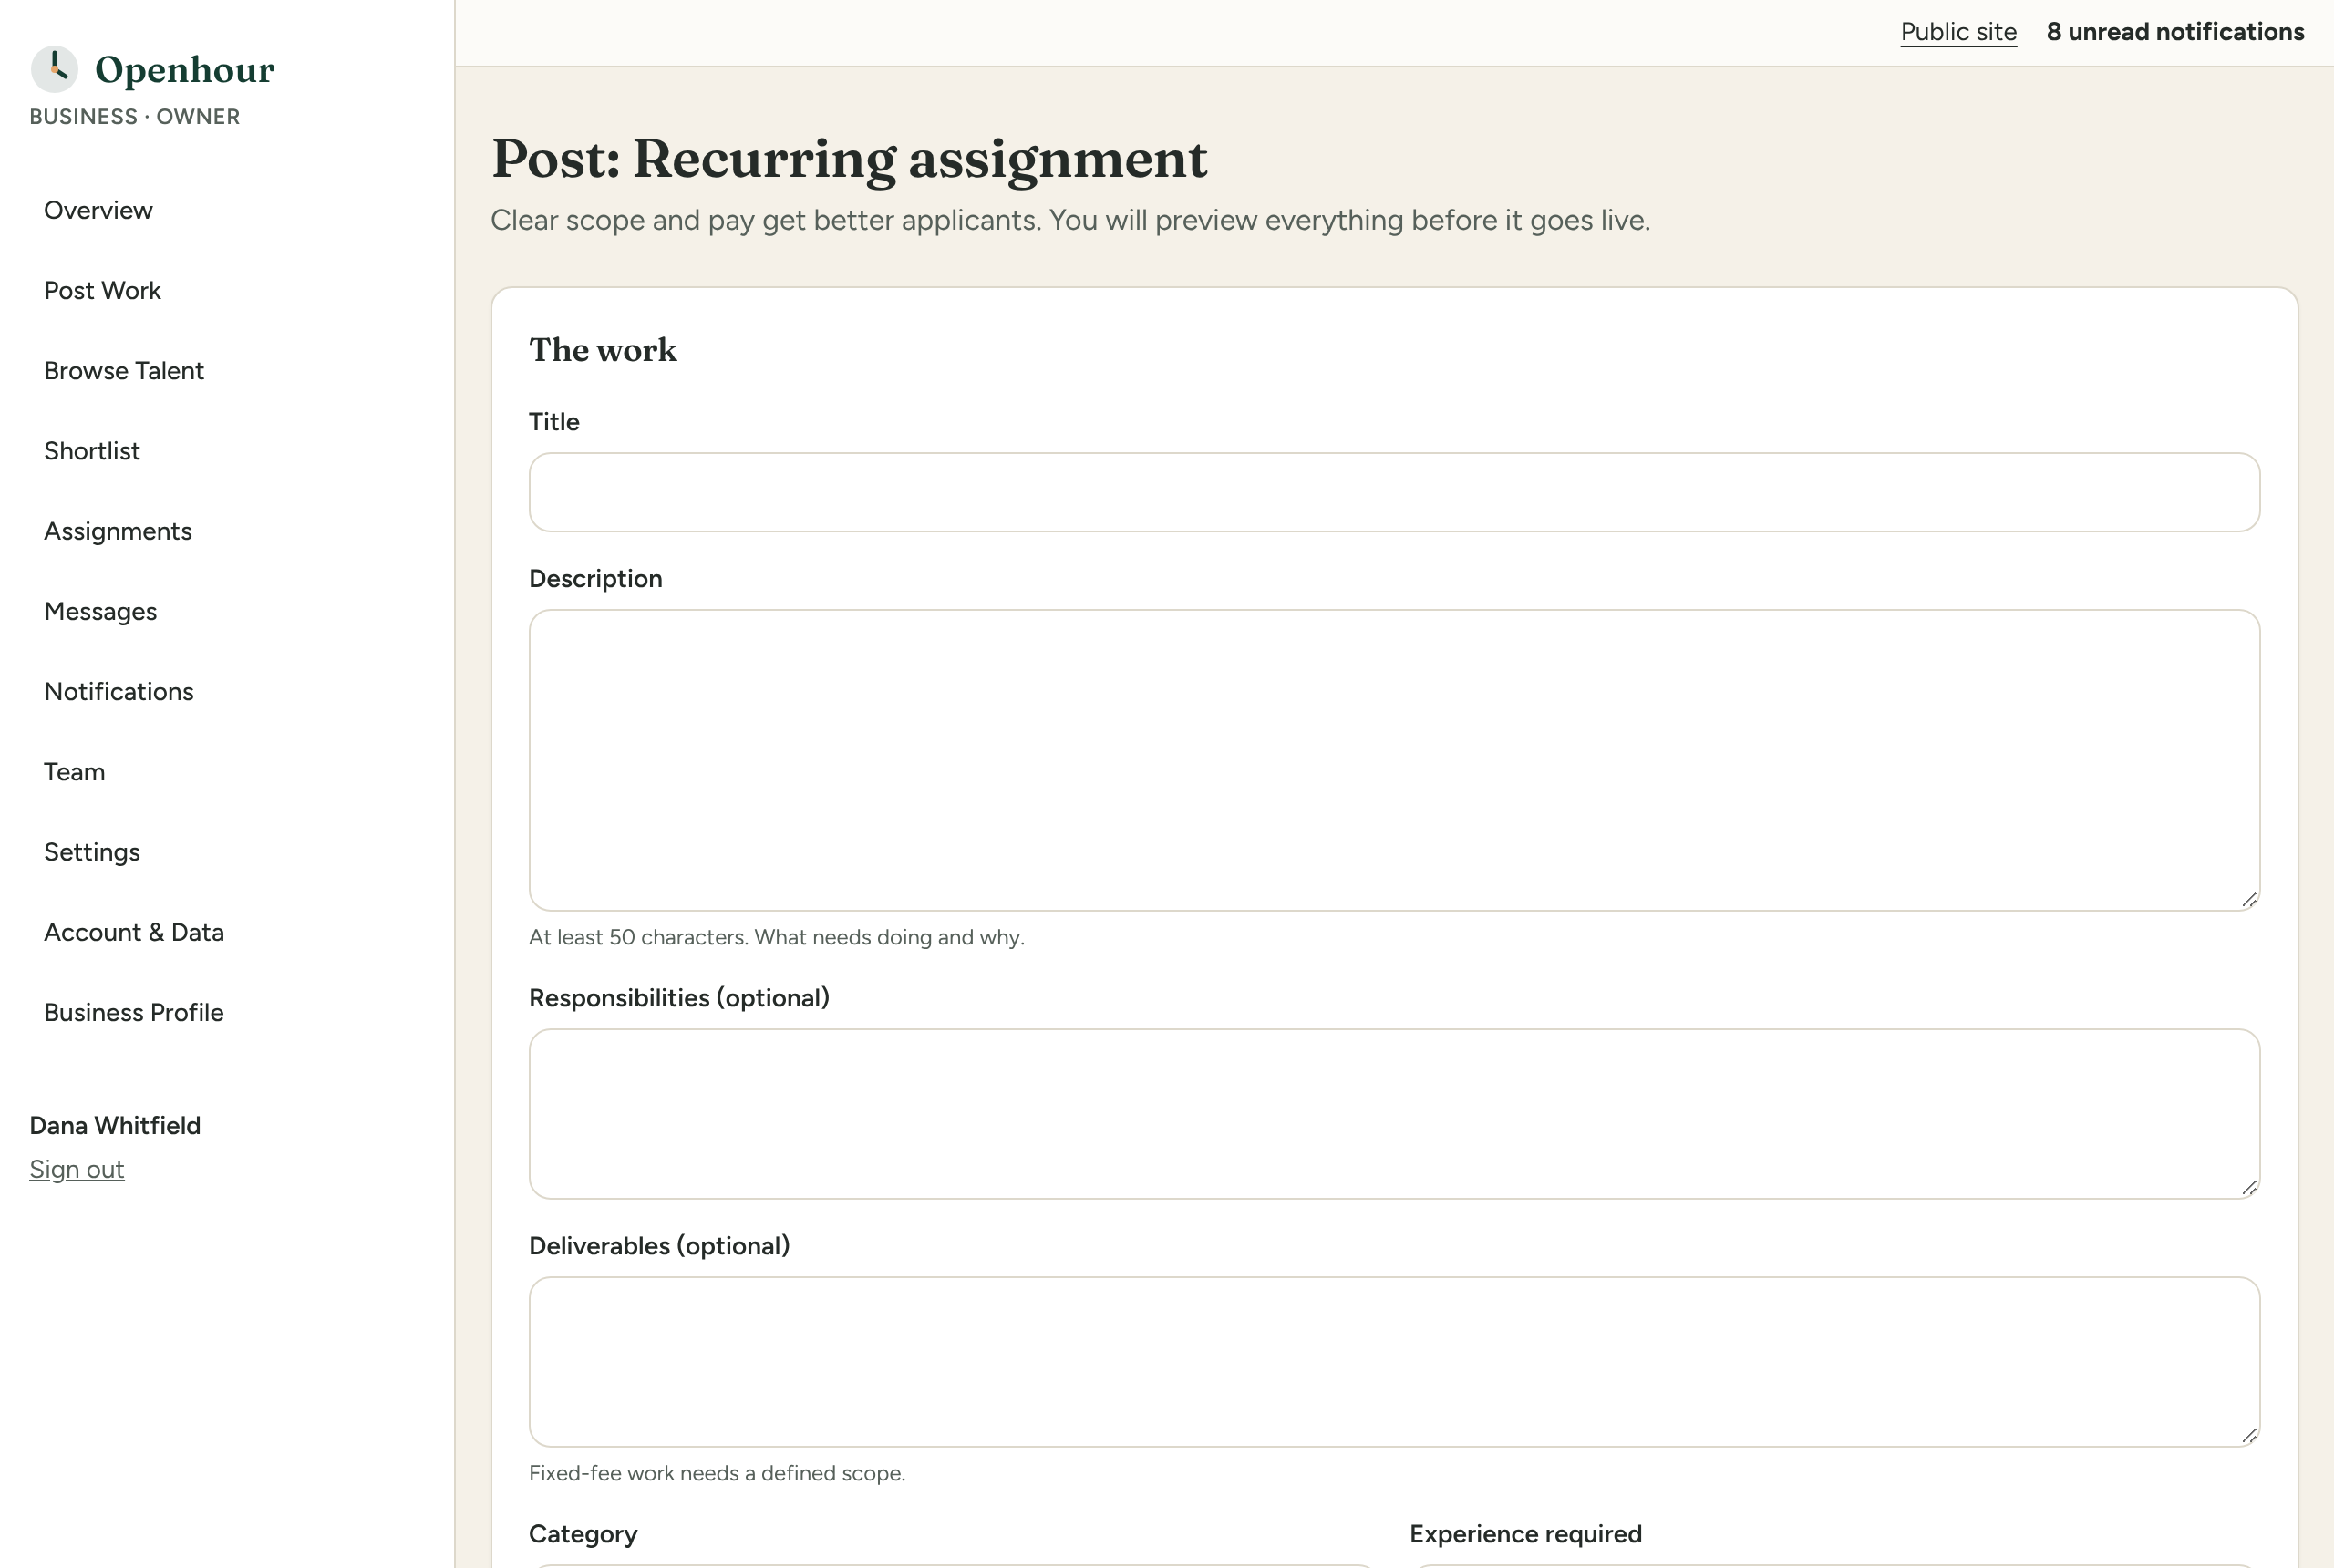 Openhour
BUSINESS · OWNER
Overview
Post Work
Browse Talent
Shortlist
Assignments
Messages
Notifications
Team
Settings
Account & Data
Business Profile
Dana Whitfield
Sign out
Public site
8 unread notifications
Post: Recurring assignment
Clear scope and pay get better applicants. You will preview everything before it goes live.
The work
Title
Description
At least 50 characters. What needs doing and why.
Responsibilities (optional)
Deliverables (optional)
Fixed-fee work needs a defined scope.
Category
Experience required